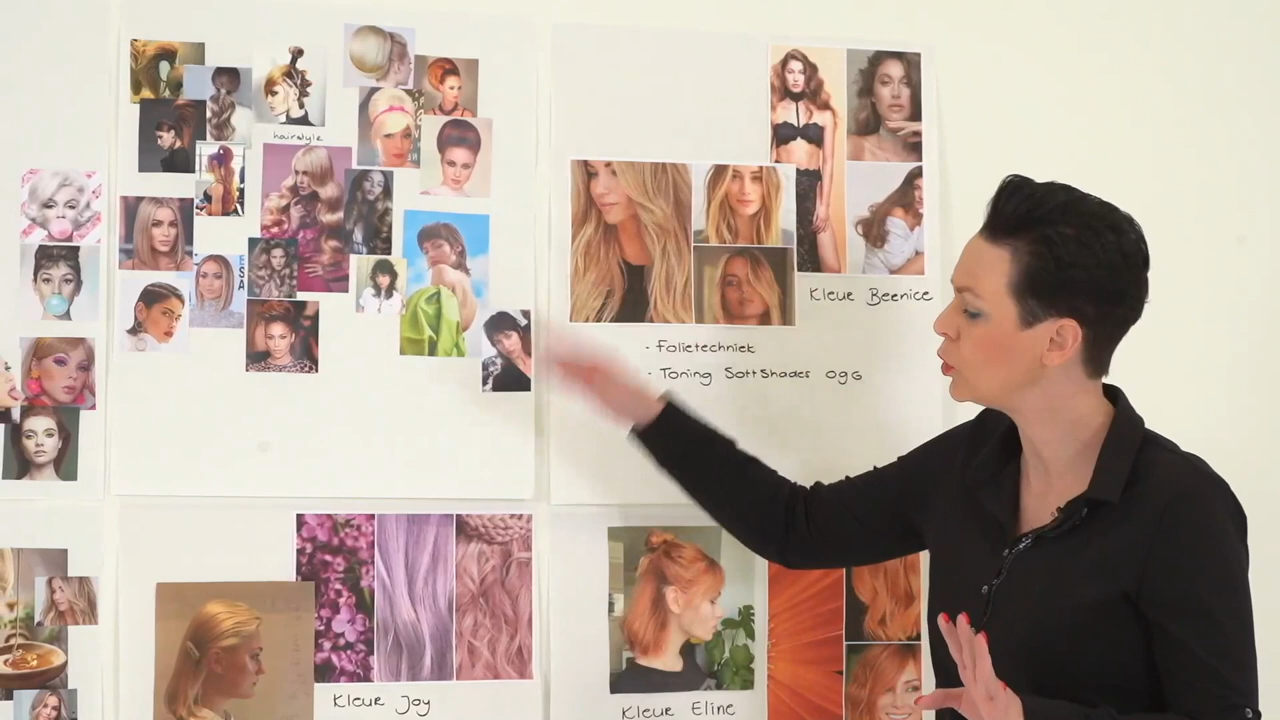 hairstyle
Kleur Beenice
- Folietechniek
- Toning SoftShades 09G
Kleur Joy
Kleur Eline